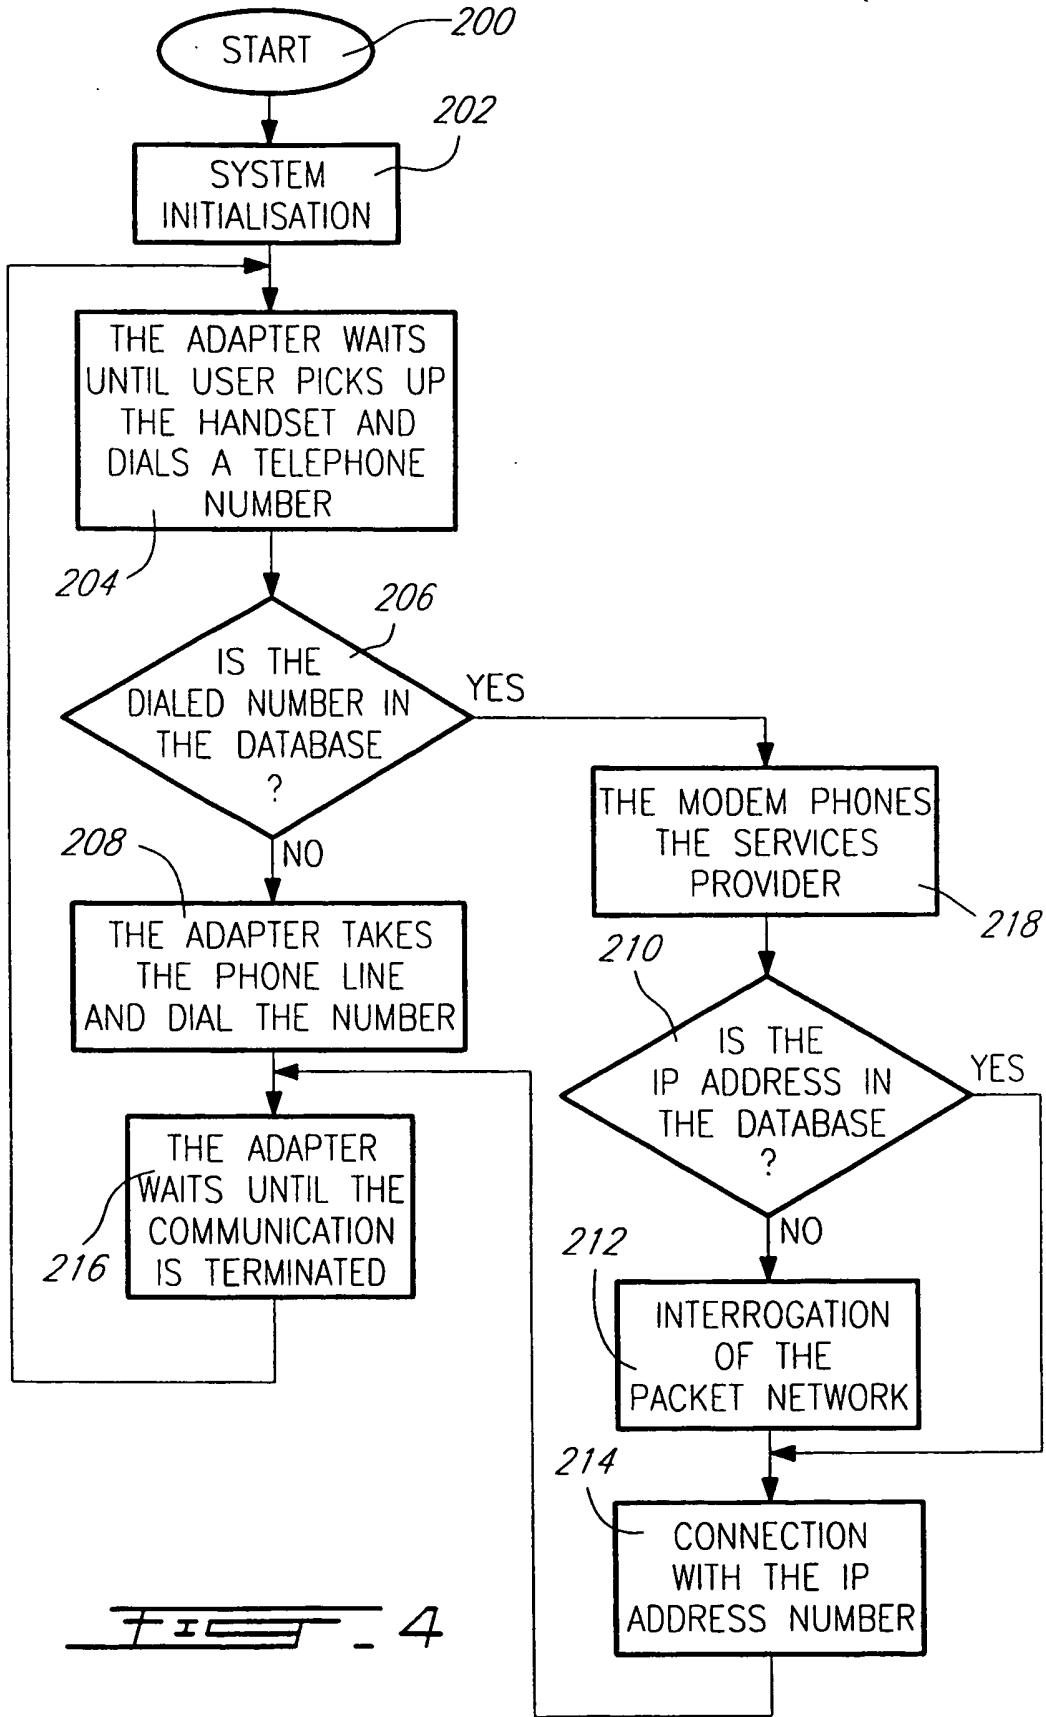 START
200
202
SYSTEM
INITIALISATION
THE ADAPTER WAITS
UNTIL USER PICKS UP
THE HANDSET AND
DIALS A TELEPHONE
NUMBER
204
206
IS THE
DIALED NUMBER IN
THE DATABASE
?
YES
NO
208
THE ADAPTER TAKES
THE PHONE LINE
AND DIAL THE NUMBER
THE ADAPTER
WAITS UNTIL THE
COMMUNICATION
IS TERMINATED
216
THE MODEM PHONES
THE SERVICES
PROVIDER
218
210
IS THE
IP ADDRESS IN
THE DATABASE
?
YES
NO
212
INTERROGATION
OF THE
PACKET NETWORK
214
CONNECTION
WITH THE IP
ADDRESS NUMBER
FIG. 4